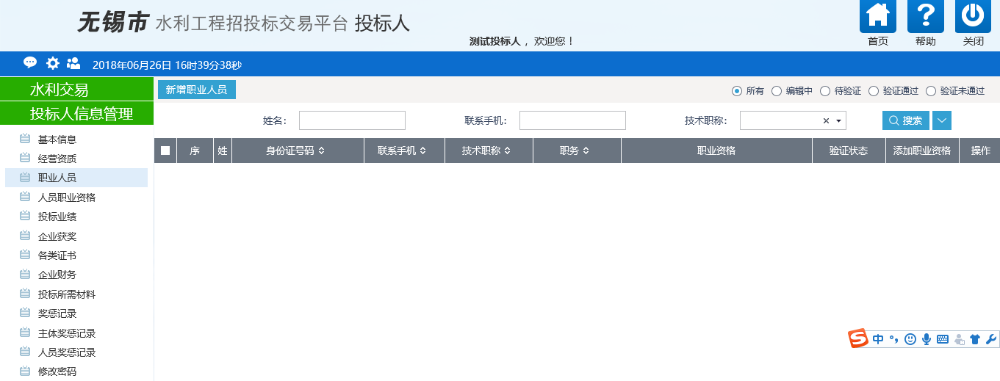 无锡市 水利工程招投标交易平台 投标人
测试投标人，欢迎您！
首页 帮助 关闭
2018年06月26日 16时39分38秒
水利交易
投标人信息管理
基本信息
经营资质
职业人员
人员职业资格
投标业绩
企业获奖
各类证书
企业财务
投标所需材料
奖惩记录
主体奖惩记录
人员奖惩记录
修改密码
新增职业人员
所有 编辑中 待验证 验证通过 验证未通过
姓名： 联系手机： 技术职称： 搜索
序 姓 身份证号码 联系手机 技术职称 职务 职业资格 验证状态 添加职业资格 操作
S 中